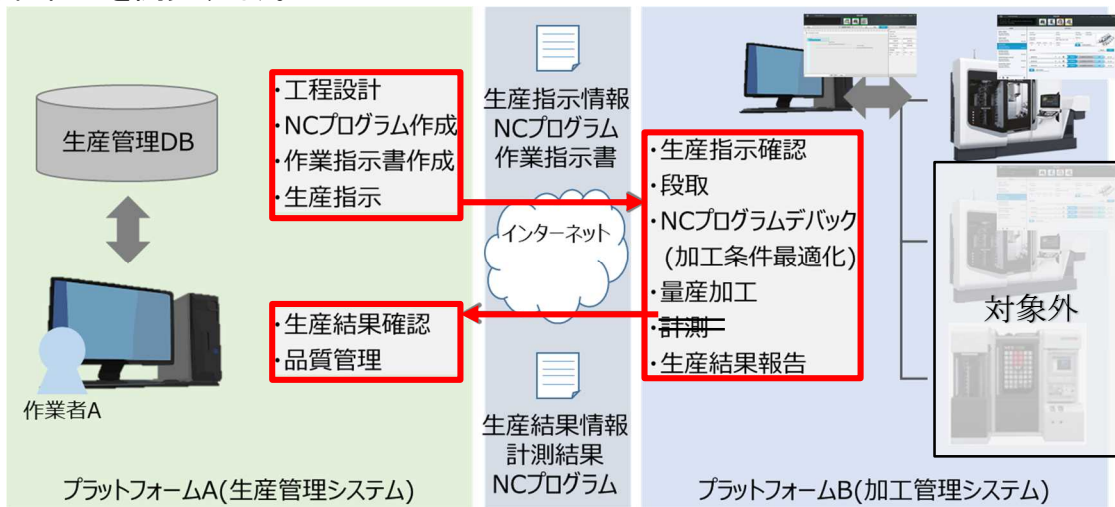 生産管理DB
作業者A
・工程設計
・NCプログラム作成
・作業指示書作成
・生産指示
・生産結果確認
・品質管理
プラットフォームA(生産管理システム)
生産指示情報
NCプログラム
作業指示書
インターネット
生産結果情報
計測結果
NCプログラム
・生産指示確認
・段取
・NCプログラムデバック
(加工条件最適化)
・量産加工
・計測
・生産結果報告
対象外
プラットフォームB(加工管理システム)